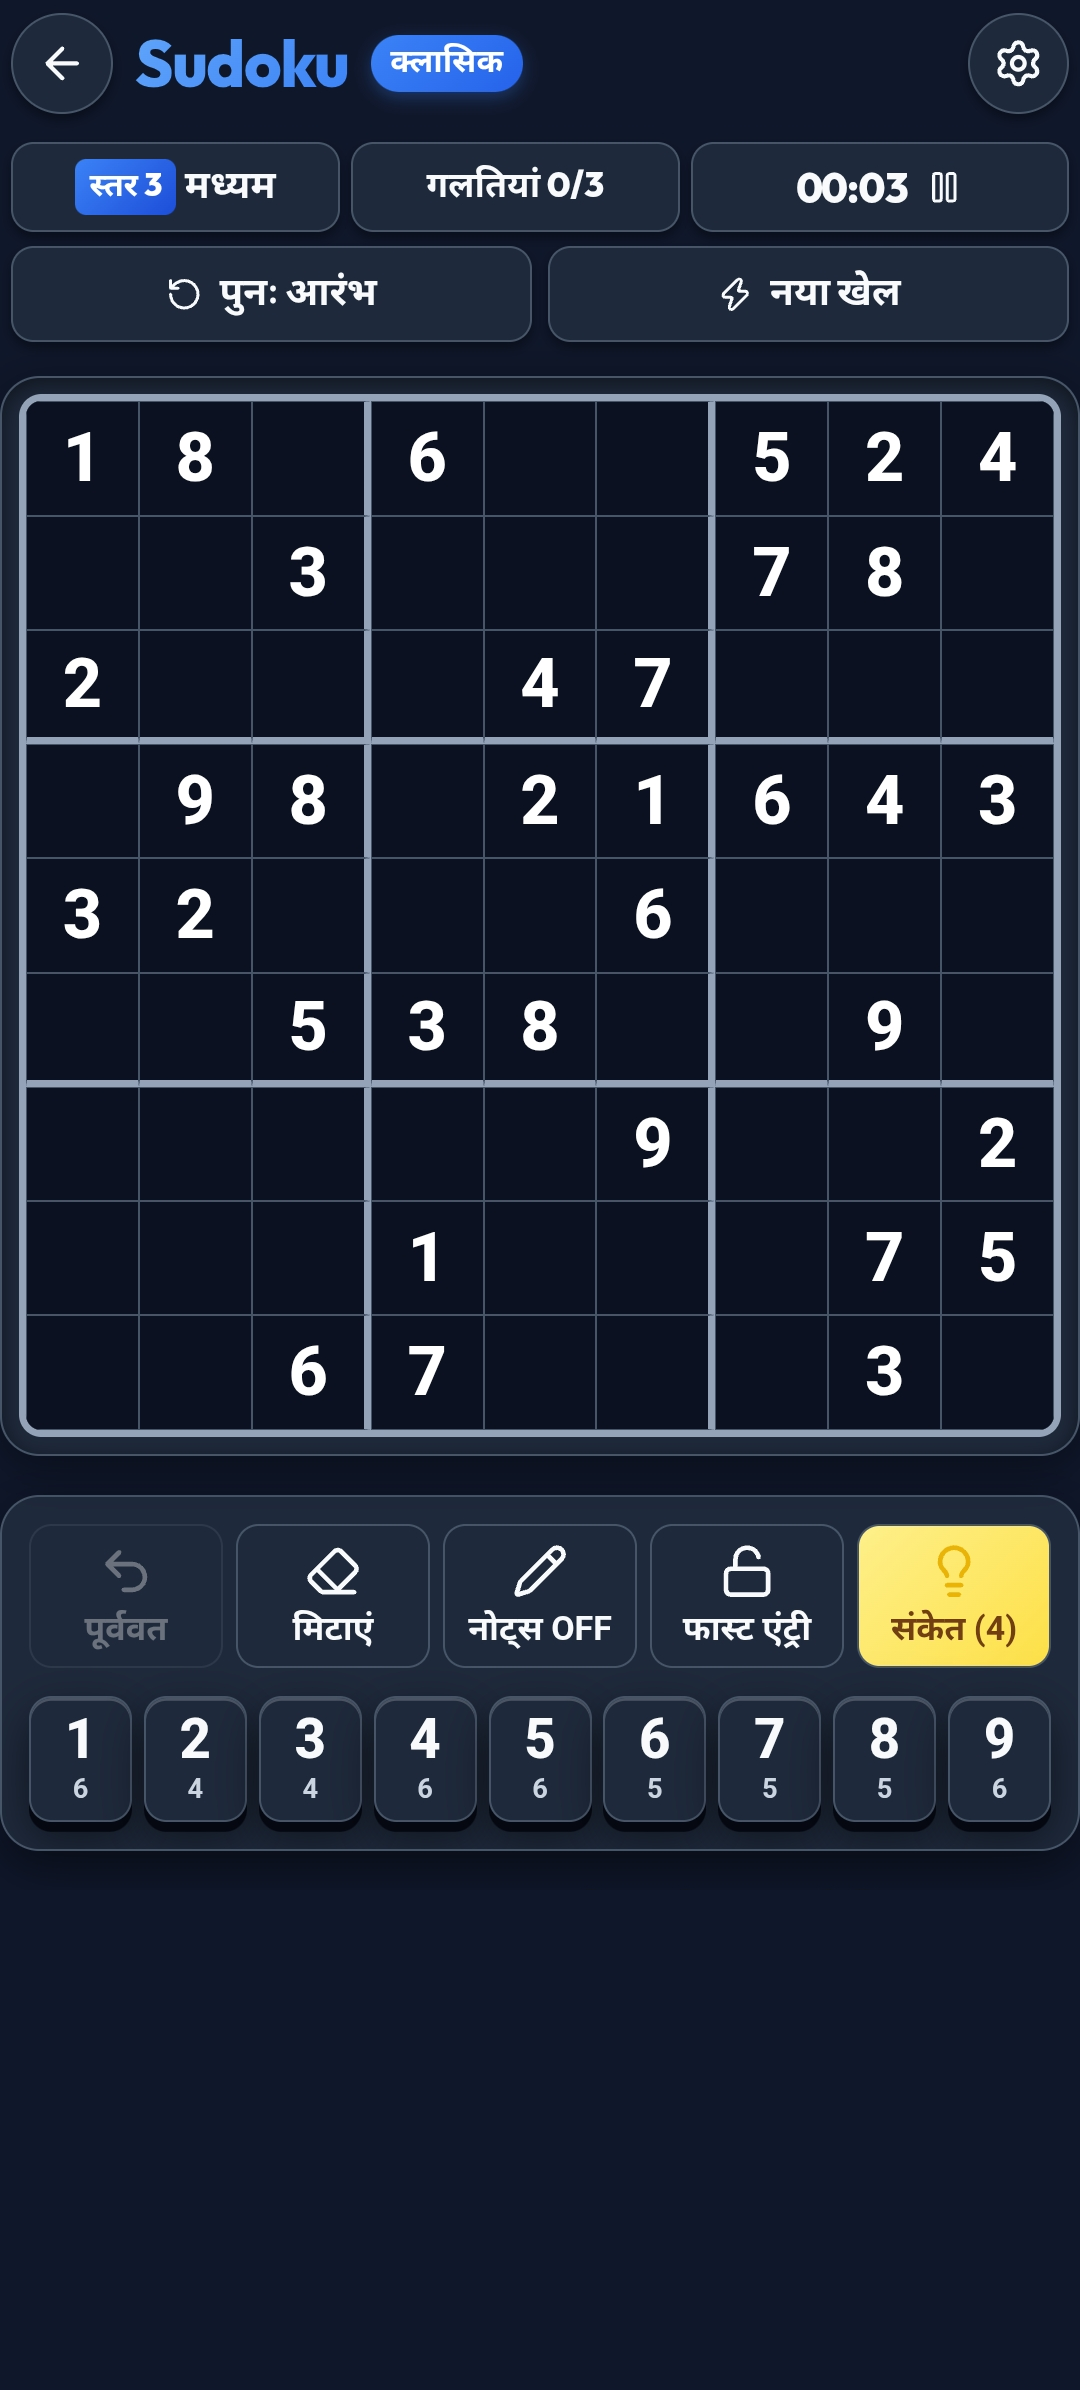 Sudoku क्लासिक
स्तर 3 मध्यम गलतियां 0/3 00:03
पुनः आरंभ नया खेल
1 8 6 5 2 4
3 7 8
2 4 7
9 8 2 1 6 4 3
3 2 6
5 3 8 9
9 2
1 7 5
6 7 3
पूर्ववत मिटाएं नोट्स OFF फास्ट एंट्री संकेत (4)
1 2 3 4 5 6 7 8 9
6 4 4 6 6 5 5 5 6